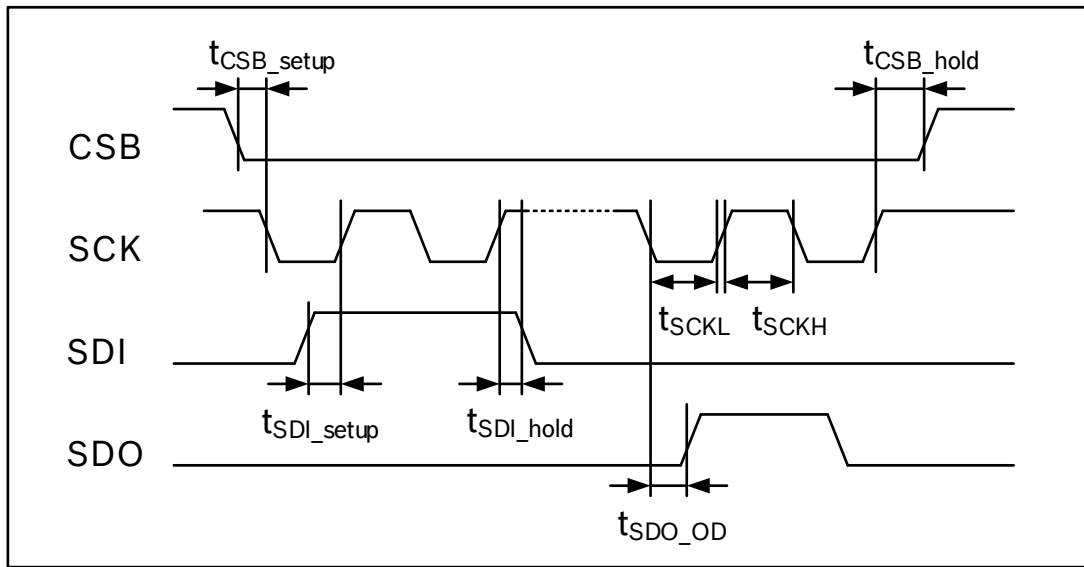 tCSB_setup
tCSB_hold
CSB
SCK
tSCKL
tSCKH
SDI
tSDI_setup
tSDI_hold
SDO
tSDO_OD